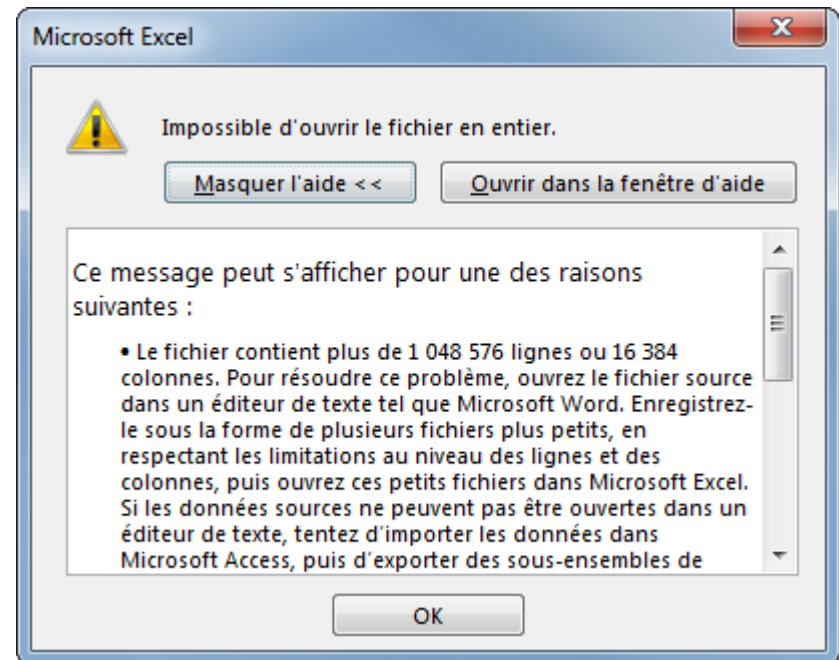 Microsoft Excel
Impossible d'ouvrir le fichier en entier.
Masquer l'aide << Ouvrir dans la fenêtre d'aide
Ce message peut s'afficher pour une des raisons
suivantes :
• Le fichier contient plus de 1 048 576 lignes ou 16 384
colonnes. Pour résoudre ce problème, ouvrez le fichier source
dans un éditeur de texte tel que Microsoft Word. Enregistrez-
le sous la forme de plusieurs fichiers plus petits, en
respectant les limitations au niveau des lignes et des
colonnes, puis ouvrez ces petits fichiers dans Microsoft Excel.
Si les données sources ne peuvent pas être ouvertes dans un
éditeur de texte, tentez d'importer les données dans
Microsoft Access, puis d'exporter des sous-ensembles de
OK